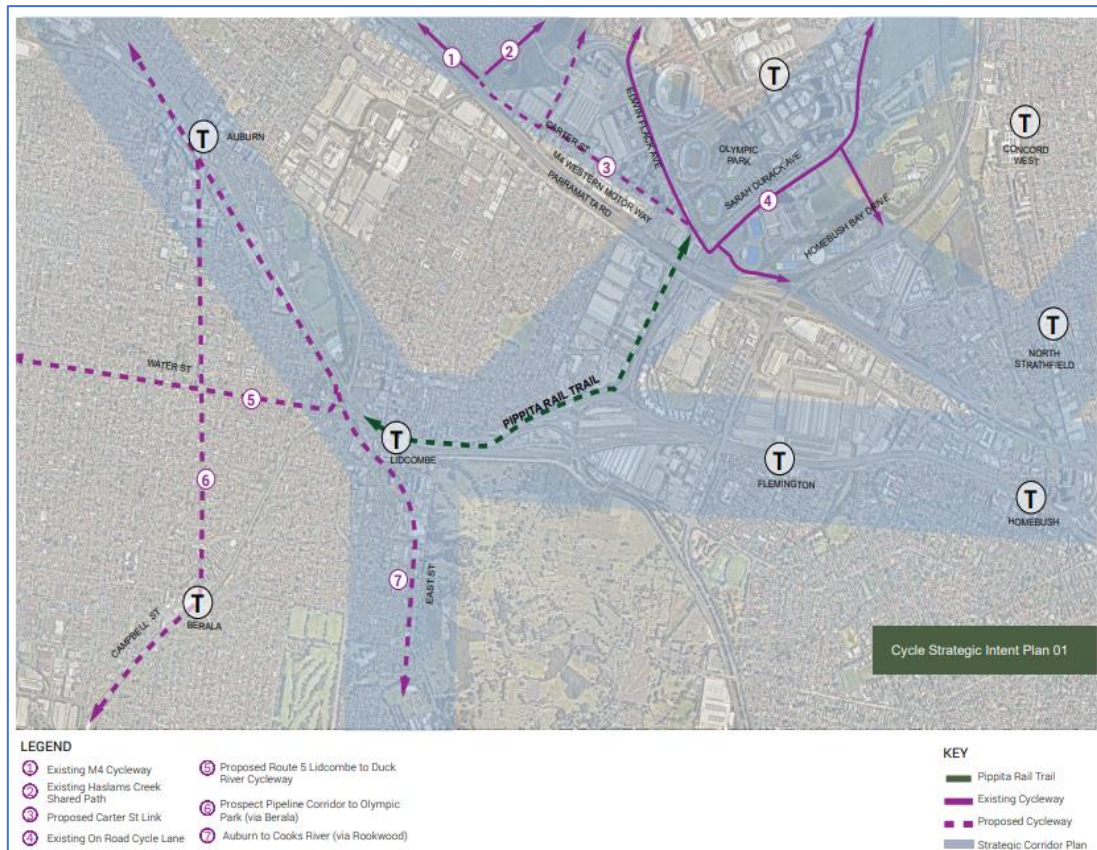 1
2
T
T
AUBURN
CARTER ST
EDWIN FLACK AVE
OLYMPIC
PARK
T
CONCORD
WEST
3
M4 WESTERN MOTOR WAY
PARRAMATTA RD
SARAH DURACK AVE
4
HOMEBUSH BAY DRIVE
T
NORTH
STRATHFIELD
WATER ST
5
PIPPITA RAIL TRAIL
T
LIDCOMBE
T
FLEMINGTON
6
T
HOMEBUSH
7
EAST ST
T
BERALA
CAMPBELL ST
Cycle Strategic Intent Plan 01
LEGEND
1 Existing M4 Cycleway
2 Existing Haslams Creek
Shared Path
3 Proposed Carter St Link
4 Existing On Road Cycle Lane
5 Proposed Route 5 Lidcombe to Duck
River Cycleway
6 Prospect Pipeline Corridor to Olympic
Park (via Berala)
7 Auburn to Cooks River (via Rookwood)
KEY
Pippita Rail Trail
Existing Cycleway
Proposed Cycleway
Strategic Corridor Plan